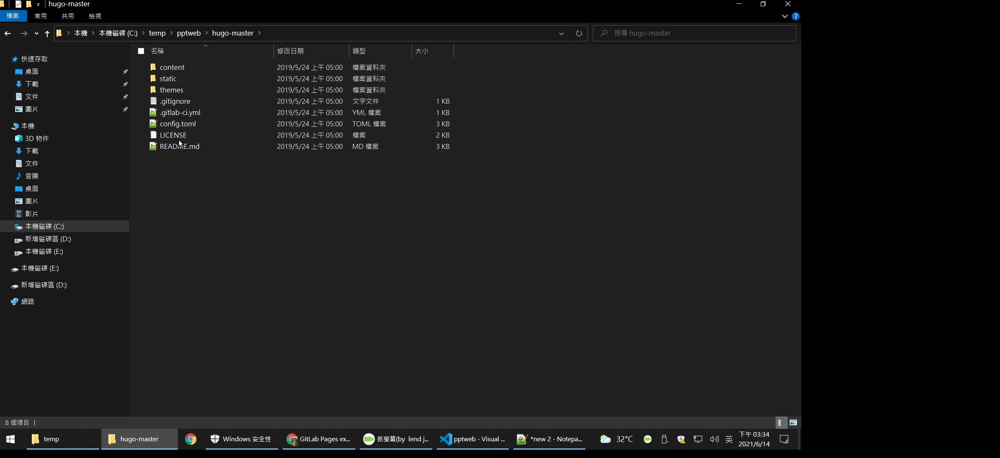 hugo-master
檔案 常用 共用 檢視
本機 本機磁碟 (C:) temp pptweb hugo-master 搜尋 hugo-master
快速存取
桌面
下載
文件
圖片
本機
3D 物件
下載
文件
音樂
桌面
圖片
影片
本機磁碟 (C:)
新增磁碟區 (D:)
本機磁碟 (E:)
本機磁碟 (E:)
新增磁碟區 (D:)
網路
名稱 修改日期 類型 大小
content 2019/5/24 上午 05:00 檔案資料夾
static 2019/5/24 上午 05:00 檔案資料夾
themes 2019/5/24 上午 05:00 檔案資料夾
.gitignore 2019/5/24 上午 05:00 文字文件 1 KB
.gitlab-ci.yml 2019/5/24 上午 05:00 YML 檔案 1 KB
config.toml 2019/5/24 上午 05:00 TOML 檔案 3 KB
LICENSE 2019/5/24 上午 05:00 檔案 2 KB
README.md 2019/5/24 上午 05:00 MD 檔案 3 KB
8 個項目
temp hugo-master Windows 安全性 GitLab Pages ex... 抓螢幕(by lend j... pptweb - Visual ... *new 2 - Notepa... 32°C 英 下午 03:34
2021/6/14